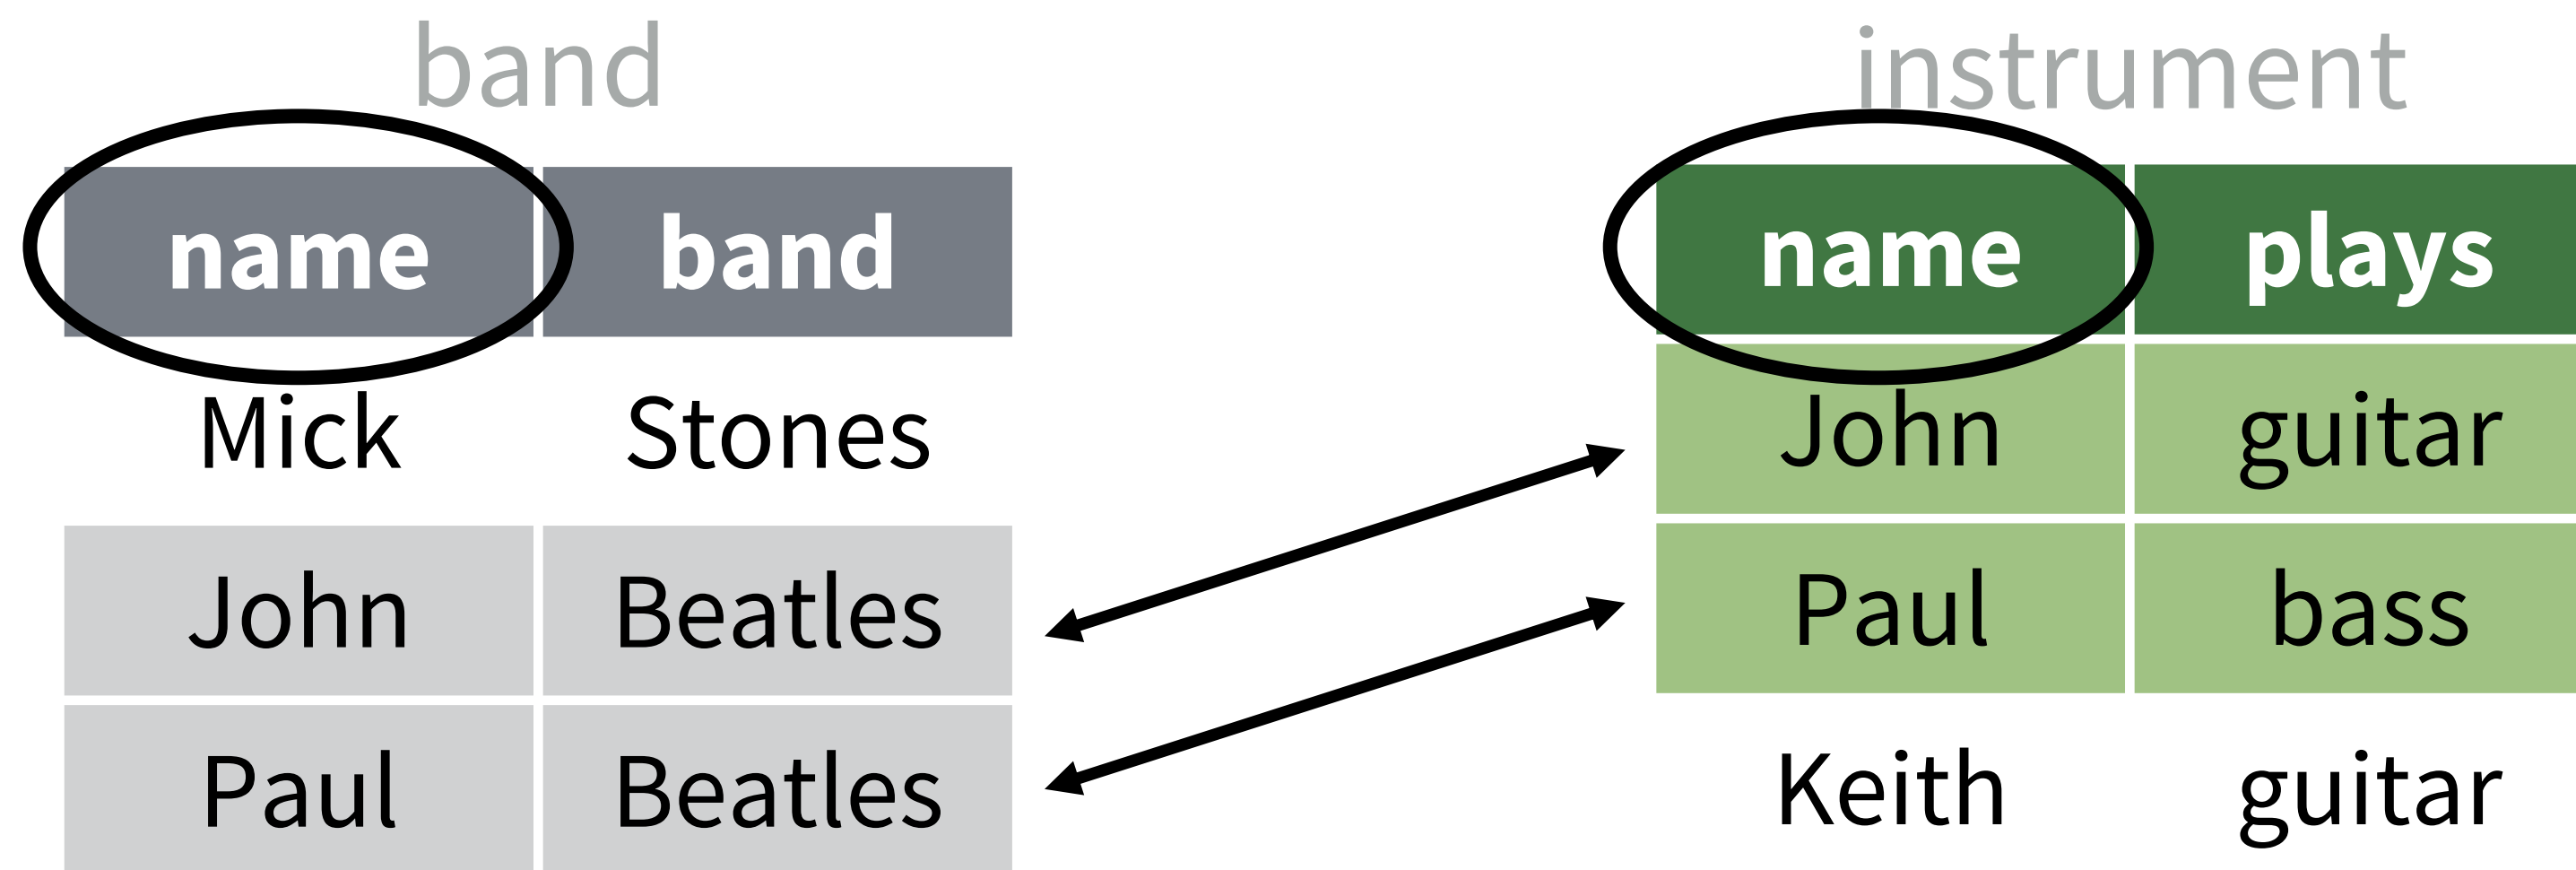 band instrument
name band name plays
Mick Stones John guitar
John Beatles Paul bass
Paul Beatles Keith guitar